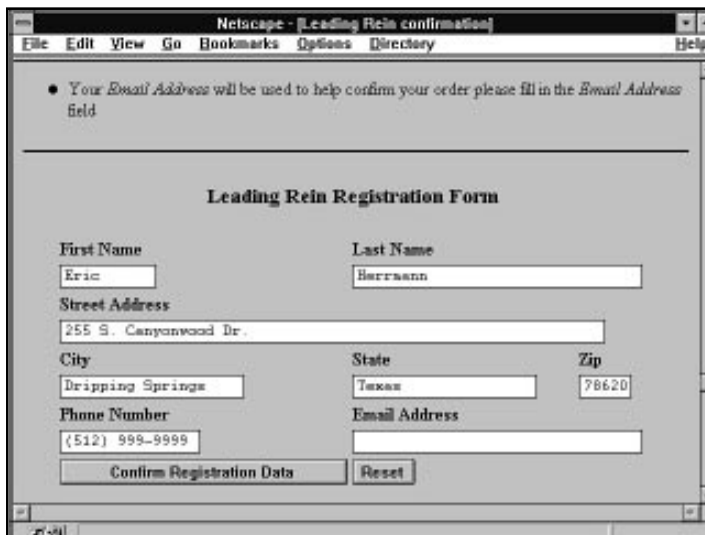 Netscape - [Leading Rein confirmation]
File Edit View Go Bookmarks Options Directory Help
• Your Email Address will be used to help confirm your order please fill in the Email Address
field
Leading Rein Registration Form
First Name Last Name
Eric Herrmann
Street Address
255 S. Canyonwood Dr.
City State Zip
Dripping Springs Texas 78620
Phone Number Email Address
(512) 999-9999
Confirm Registration Data Reset